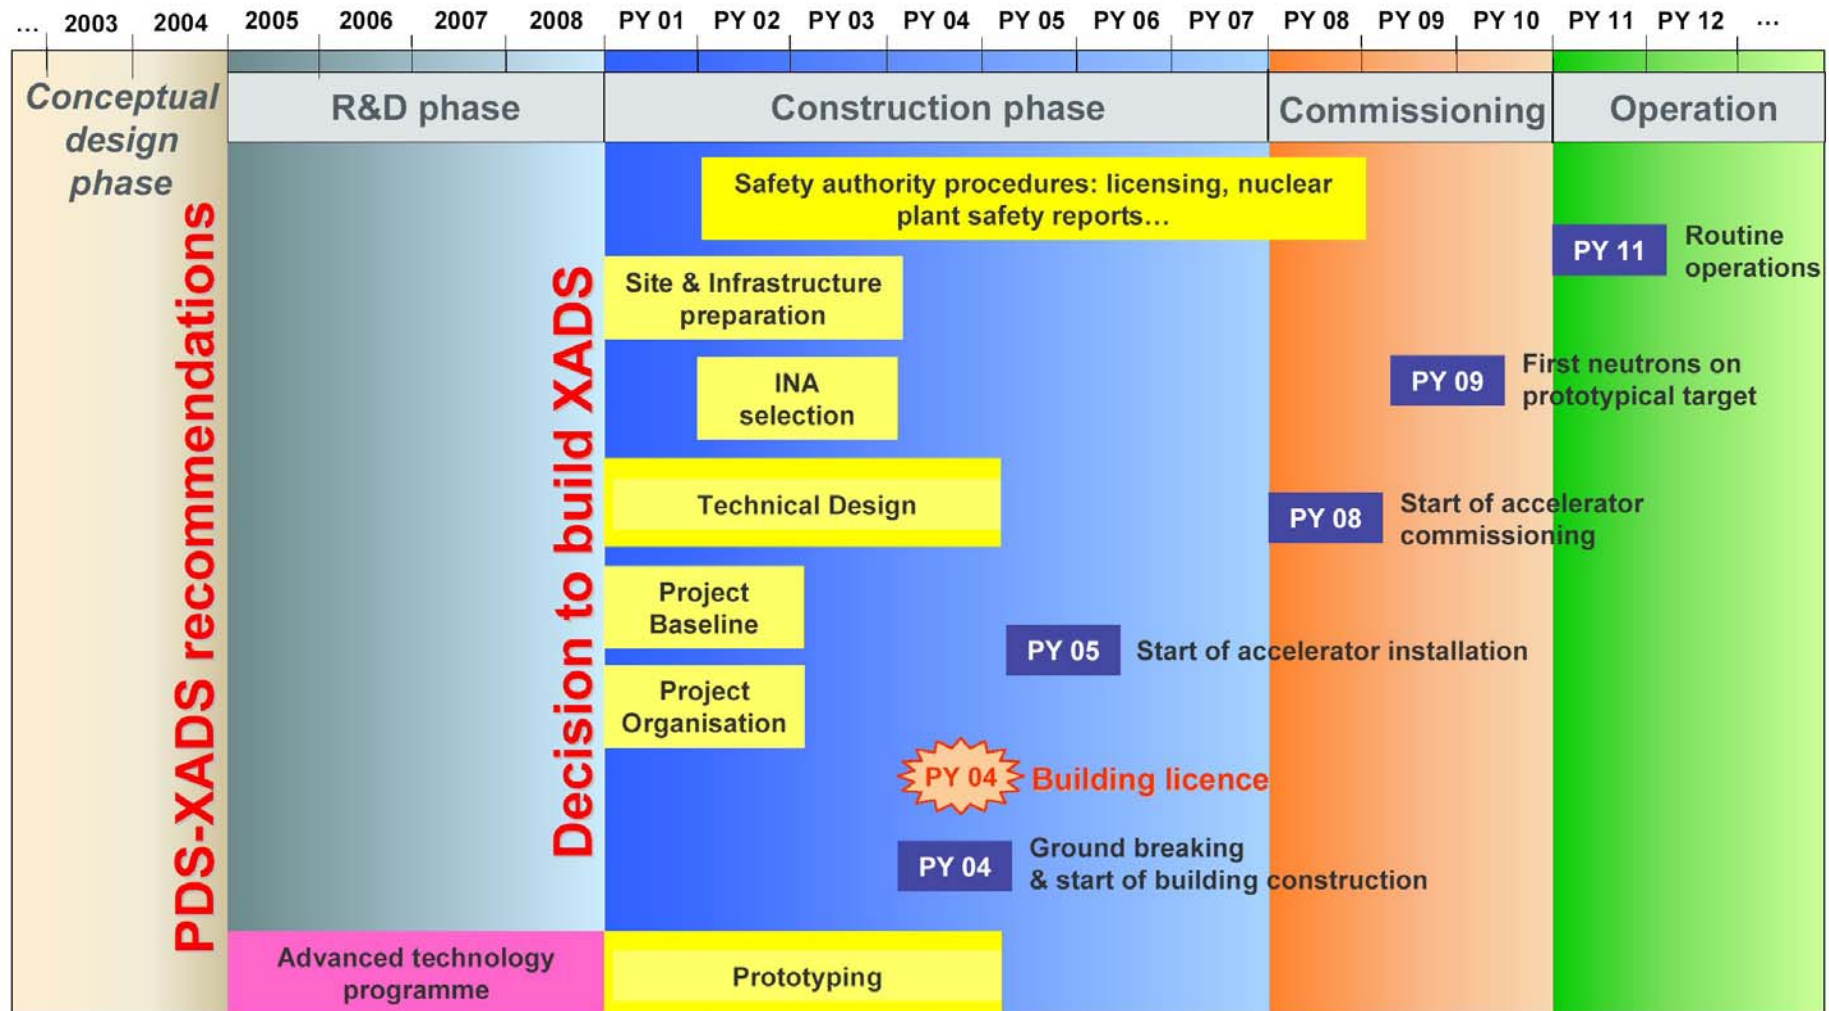 ... 2003 2004 2005 2006 2007 2008 PY 01 PY 02 PY 03 PY 04 PY 05 PY 06 PY 07 PY 08 PY 09 PY 10 PY 11 PY 12 ...
Conceptual
design
phase
R&D phase
Construction phase
Commissioning
Operation
PDS-XADS recommendations
Decision to build XADS
Safety authority procedures: licensing, nuclear
plant safety reports...
Site & Infrastructure
preparation
INA
selection
Technical Design
Project
Baseline
Project
Organisation
PY 11
Routine
operations
PY 09
First neutrons on
prototypical target
PY 08
Start of accelerator
commissioning
PY 05
Start of accelerator installation
PY 04
Building licence
PY 04
Ground breaking
& start of building construction
Advanced technology
programme
Prototyping